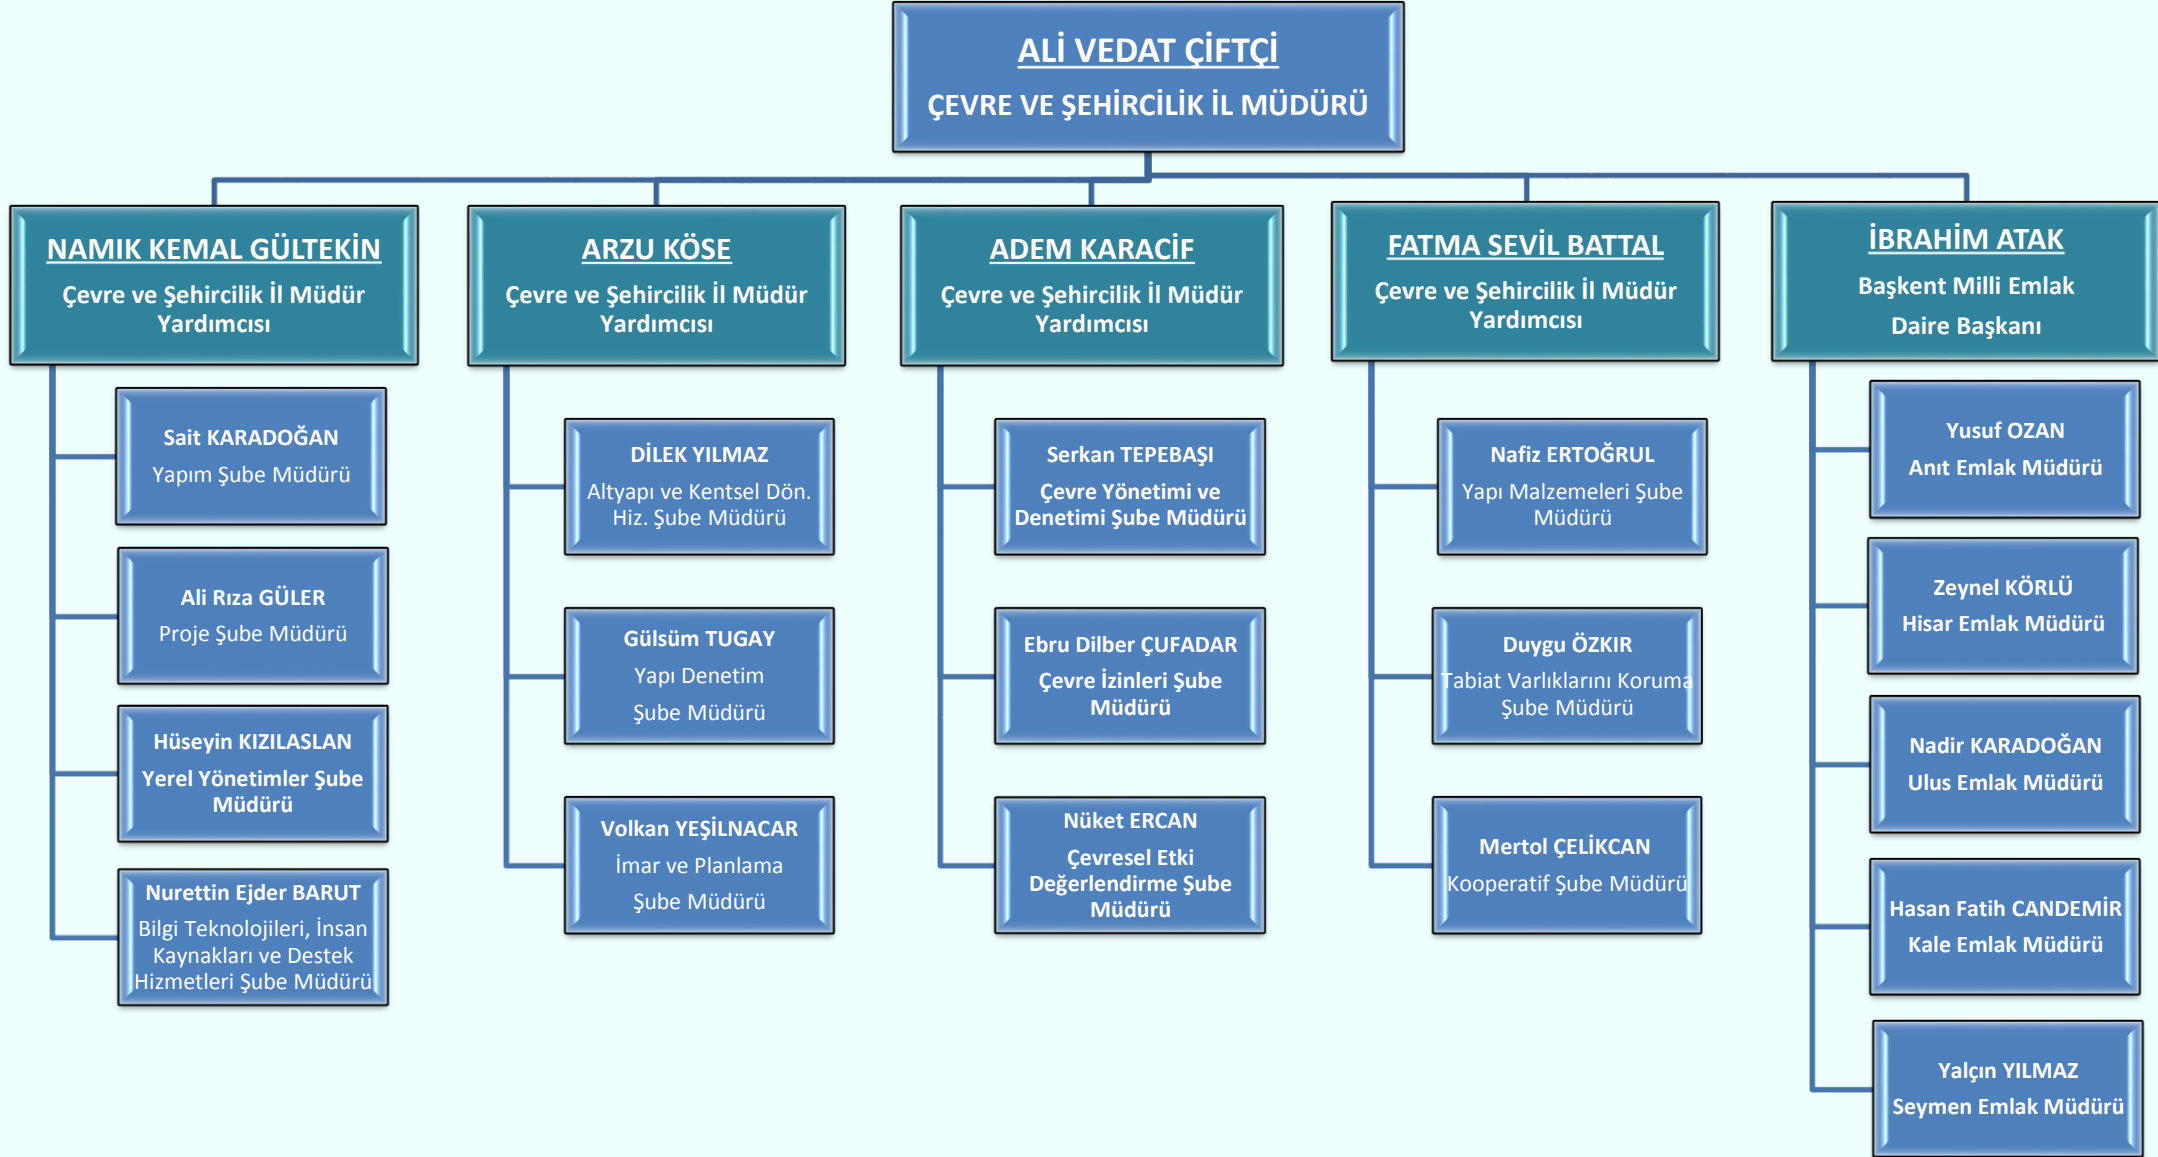 ALİ VEDAT ÇİFTÇİ
ÇEVRE VE ŞEHİRCİLİK İL MÜDÜRÜ
NAMIK KEMAL GÜLTEKİN
Çevre ve Şehircilik İl Müdür
Yardımcısı
Sait KARADOĞAN
Yapım Şube Müdürü
Ali Rıza GÜLER
Proje Şube Müdürü
Hüseyin KIZILASLAN
Yerel Yönetimler Şube
Müdürü
Nurettin Ejder BARUT
Bilgi Teknolojileri, İnsan
Kaynakları ve Destek
Hizmetleri Şube Müdürü
ARZU KÖSE
Çevre ve Şehircilik İl Müdür
Yardımcısı
DİLEK YILMAZ
Altyapı ve Kentsel Dön.
Hiz. Şube Müdürü
Gülsüm TUGAY
Yapı Denetim
Şube Müdürü
Volkan YEŞİLNACAR
İmar ve Planlama
Şube Müdürü
ADEM KARACİF
Çevre ve Şehircilik İl Müdür
Yardımcısı
Serkan TEPEBAŞI
Çevre Yönetimi ve
Denetimi Şube Müdürü
Ebru Dilber ÇUFADAR
Çevre İzinleri Şube
Müdürü
Nüket ERCAN
Çevresel Etki
Değerlendirme Şube
Müdürü
FATMA SEVİL BATTAL
Çevre ve Şehircilik İl Müdür
Yardımcısı
Nafiz ERTOĞRUL
Yapı Malzemeleri Şube
Müdürü
Duygu ÖZKIR
Tabiat Varlıklarını Koruma
Şube Müdürü
Mertol ÇELİKCAN
Kooperatif Şube Müdürü
İBRAHİM ATAK
Başkent Milli Emlak
Daire Başkanı
Yusuf OZAN
Anıt Emlak Müdürü
Zeynel KÖRLÜ
Hisar Emlak Müdürü
Nadir KARADOĞAN
Ulus Emlak Müdürü
Hasan Fatih CANDEMİR
Kale Emlak Müdürü
Yalçın YILMAZ
Seymen Emlak Müdürü